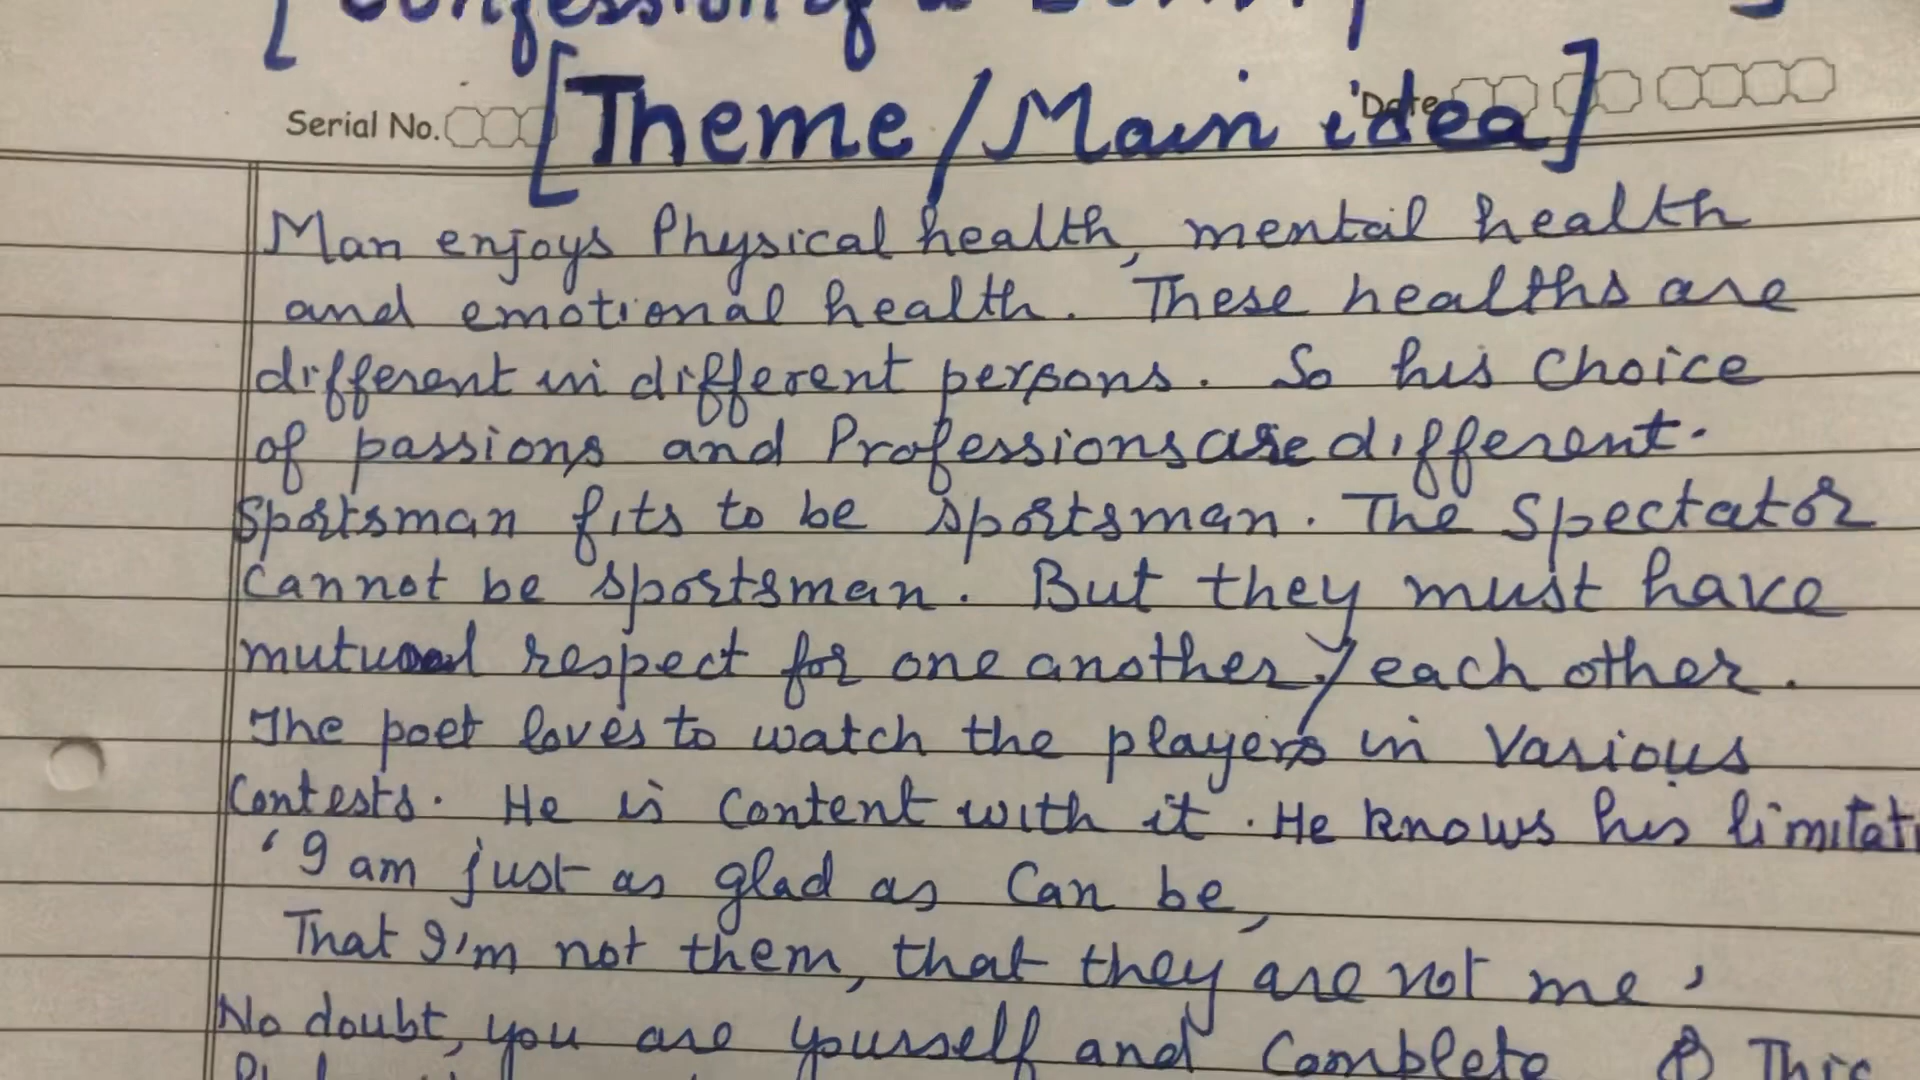 [Confession of a
[Theme/Main idea]
Serial No. Date
Man enjoys Physical health, mental health
and emotional health. These healths are
different in different persons. So his choice
of passions and Professions are different.
Sportsman fits to be sportsman. The Spectator
cannot be sportsman. But they must have
mutual respect for one another/each other.
The poet loves to watch the players in various
contests. He is content with it. He knows his limitati
'I am just as glad as can be,
That I'm not them, that they are not me'
No doubt, you are yourself and complete This